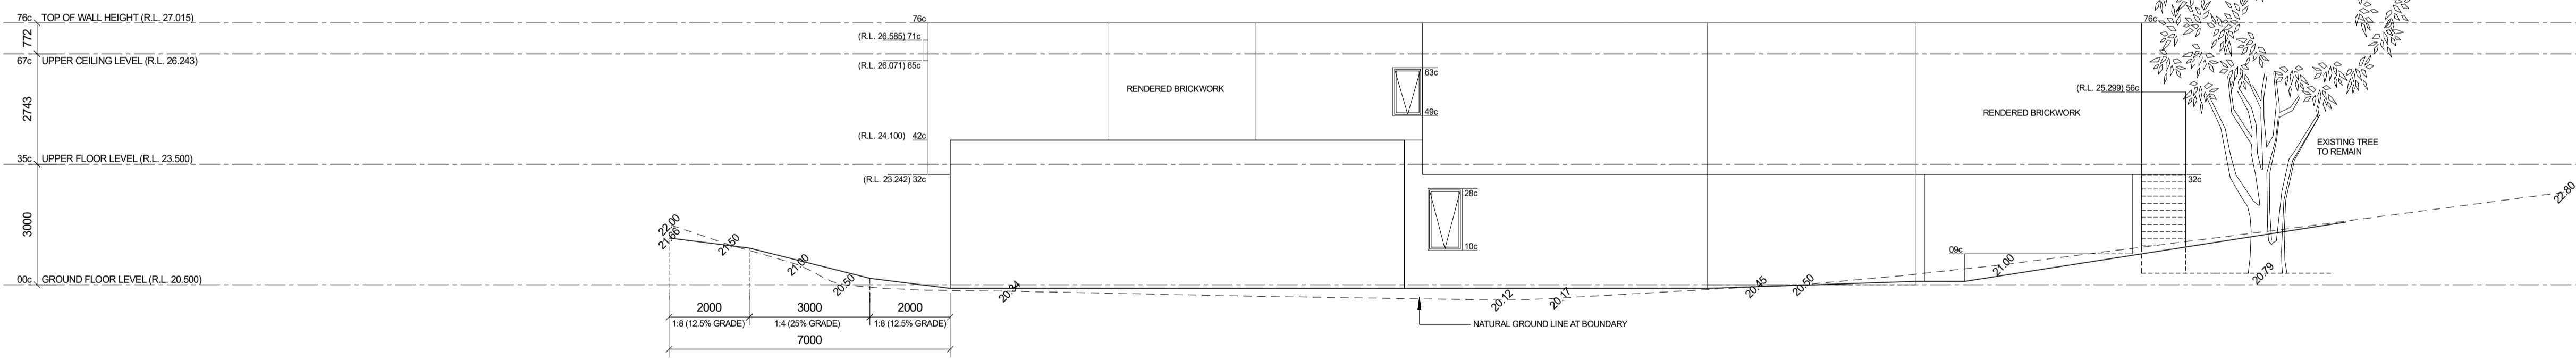 76c TOP OF WALL HEIGHT (R.L. 27.015)
772
67c UPPER CEILING LEVEL (R.L. 26.243)
2743
35c UPPER FLOOR LEVEL (R.L. 23.500)
3000
00c GROUND FLOOR LEVEL (R.L. 20.500)
76c
(R.L. 26.585) 71c
(R.L. 26.071) 65c
(R.L. 24.100) 42c
(R.L. 23.242) 32c
RENDERED BRICKWORK
63c
49c
28c
10c
76c
(R.L. 25.299) 56c
RENDERED BRICKWORK
32c
09c
EXISTING TREE
TO REMAIN
22.00
21.66
21.50
21.00
20.50
20.34
20.12
20.17
20.45
20.50
21.00
20.79
22.80
2000
3000
2000
1:8 (12.5% GRADE)
1:4 (25% GRADE)
1:8 (12.5% GRADE)
7000
NATURAL GROUND LINE AT BOUNDARY